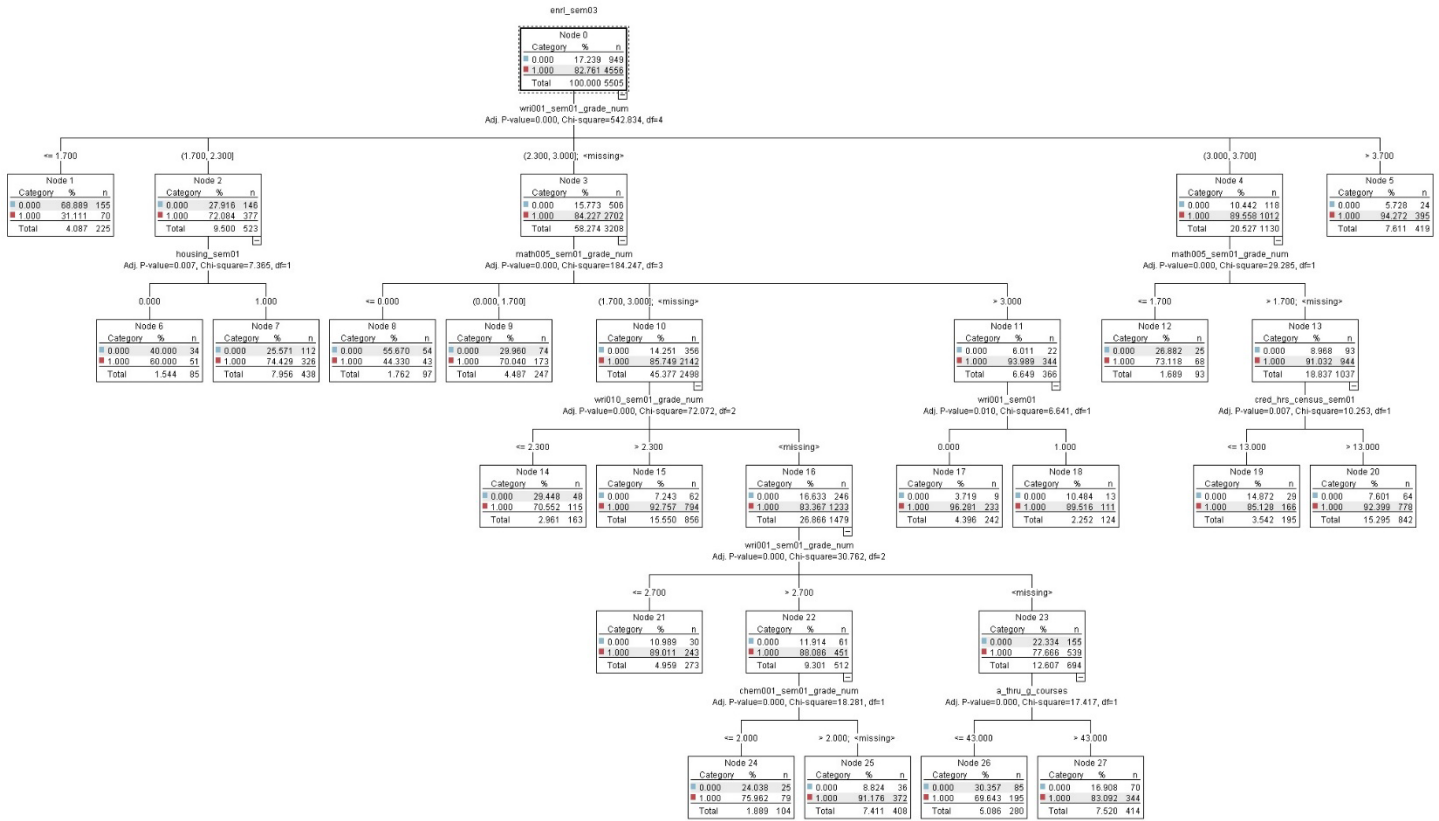 enrl_sem03
Node 0
Category % n
0.000 17.239 949
1.000 82.761 4556
Total 100.000 5505
wri001_sem01_grade_num
Adj. P-value=0.000, Chi-square=542.834, df=4
<= 1.700
(1.700, 2.300]
(2.300, 3.000]; <missing>
(3.000, 3.700]
> 3.700
Node 1
Category % n
0.000 68.889 155
1.000 31.111 70
Total 4.087 225
Node 2
Category % n
0.000 27.916 146
1.000 72.084 377
Total 9.500 523
Node 3
Category % n
0.000 15.773 506
1.000 84.227 2702
Total 58.274 3208
Node 4
Category % n
0.000 10.442 118
1.000 89.558 1012
Total 20.527 1130
Node 5
Category % n
0.000 5.728 24
1.000 94.272 395
Total 7.611 419
housing_sem01
Adj. P-value=0.007, Chi-square=7.365, df=1
math005_sem01_grade_num
Adj. P-value=0.000, Chi-square=184.247, df=3
math005_sem01_grade_num
Adj. P-value=0.000, Chi-square=29.285, df=1
0.000
1.000
<= 0.000
(0.000, 1.700]
(1.700, 3.000]; <missing>
> 3.000
<= 1.700
> 1.700; <missing>
Node 6
Category % n
0.000 40.000 34
1.000 60.000 51
Total 1.544 85
Node 7
Category % n
0.000 25.571 112
1.000 74.429 326
Total 7.956 438
Node 8
Category % n
0.000 55.670 54
1.000 44.330 43
Total 1.762 97
Node 9
Category % n
0.000 29.960 74
1.000 70.040 173
Total 4.487 247
Node 10
Category % n
0.000 14.251 356
1.000 85.749 2142
Total 45.377 2498
Node 11
Category % n
0.000 6.011 22
1.000 93.989 344
Total 6.649 366
Node 12
Category % n
0.000 26.882 25
1.000 73.118 68
Total 1.689 93
Node 13
Category % n
0.000 8.968 93
1.000 91.032 944
Total 18.837 1037
wri010_sem01_grade_num
Adj. P-value=0.000, Chi-square=72.072, df=2
wri001_sem01
Adj. P-value=0.010, Chi-square=6.641, df=1
cred_hrs_census_sem01
Adj. P-value=0.007, Chi-square=10.253, df=1
<= 2.300
> 2.300
<missing>
0.000
1.000
<= 13.000
> 13.000
Node 14
Category % n
0.000 29.448 48
1.000 70.552 115
Total 2.961 163
Node 15
Category % n
0.000 7.243 62
1.000 92.757 794
Total 15.550 856
Node 16
Category % n
0.000 16.633 246
1.000 83.367 1233
Total 26.866 1479
Node 17
Category % n
0.000 3.719 9
1.000 96.281 233
Total 4.396 242
Node 18
Category % n
0.000 10.484 13
1.000 89.516 111
Total 2.252 124
Node 19
Category % n
0.000 14.872 29
1.000 85.128 166
Total 3.542 195
Node 20
Category % n
0.000 7.601 64
1.000 92.399 778
Total 15.295 842
wri001_sem01_grade_num
Adj. P-value=0.000, Chi-square=30.762, df=2
<= 2.700
> 2.700
<missing>
Node 21
Category % n
0.000 10.989 30
1.000 89.011 243
Total 4.959 273
Node 22
Category % n
0.000 11.914 61
1.000 88.086 451
Total 9.301 512
Node 23
Category % n
0.000 22.334 155
1.000 77.666 539
Total 12.607 694
chem001_sem01_grade_num
Adj. P-value=0.000, Chi-square=18.281, df=1
a_thru_g_courses
Adj. P-value=0.000, Chi-square=17.417, df=1
<= 2.000
> 2.000; <missing>
<= 43.000
> 43.000
Node 24
Category % n
0.000 24.038 25
1.000 75.962 79
Total 1.889 104
Node 25
Category % n
0.000 8.824 36
1.000 91.176 372
Total 7.411 408
Node 26
Category % n
0.000 30.357 85
1.000 69.643 195
Total 5.086 280
Node 27
Category % n
0.000 16.908 70
1.000 83.092 344
Total 7.520 414